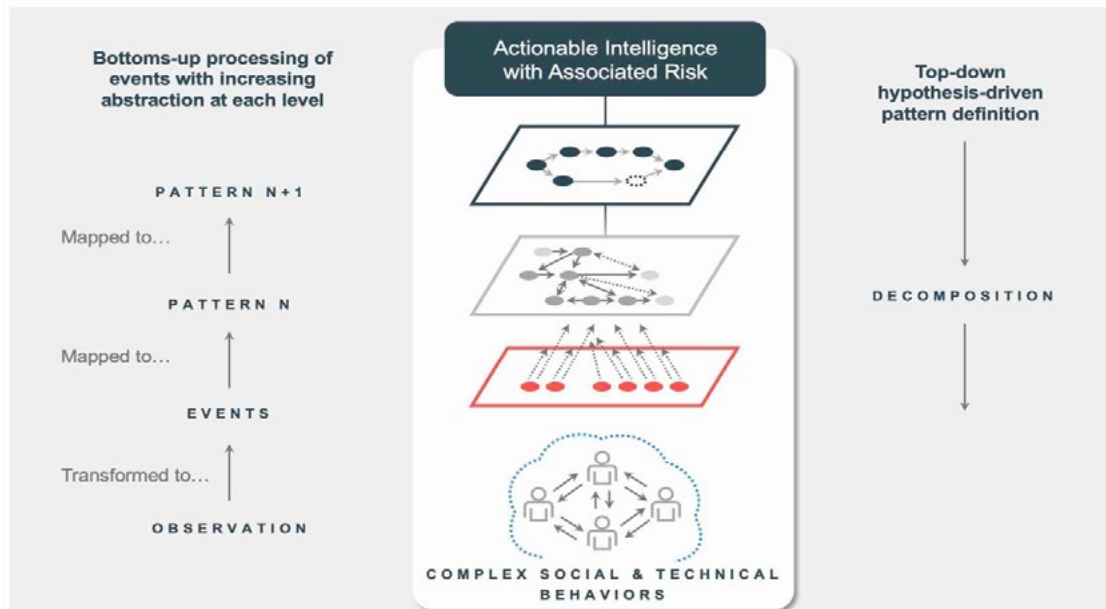 Bottoms-up processing of
events with increasing
abstraction at each level
PATTERN N+1
Mapped to…
PATTERN N
Mapped to…
EVENTS
Transformed to…
OBSERVATION
Actionable Intelligence
with Associated Risk
COMPLEX SOCIAL & TECHNICAL
BEHAVIORS
Top-down
hypothesis-driven
pattern definition
DECOMPOSITION